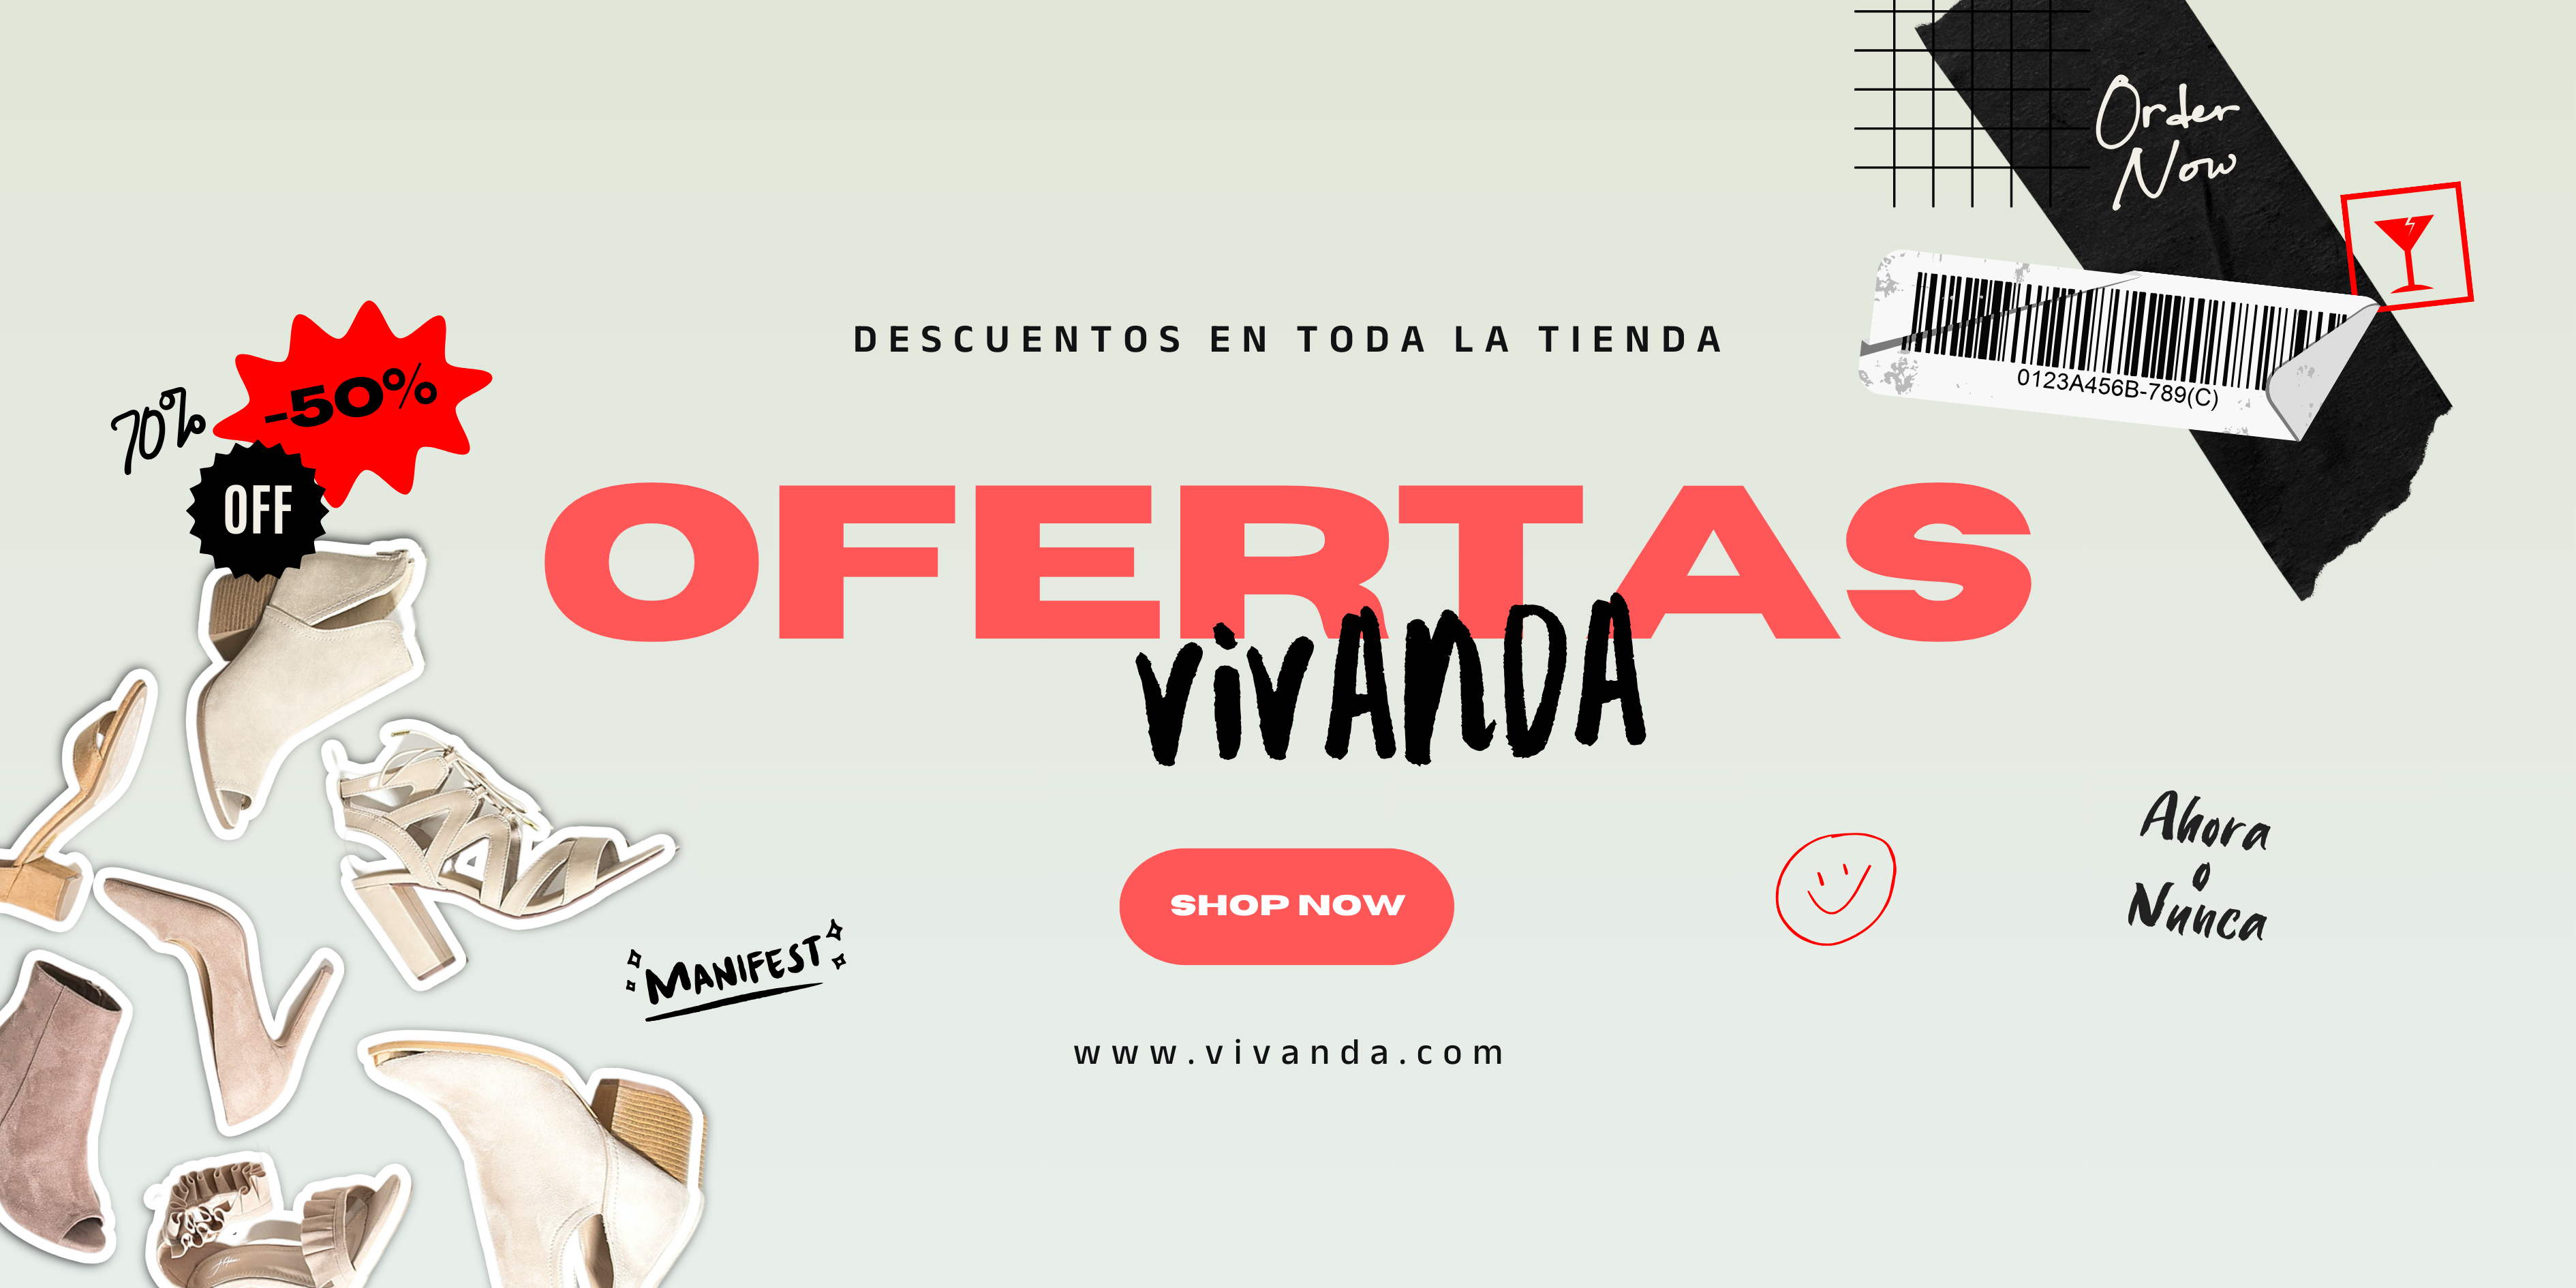 Order
Now
DESCUENTOS EN TODA LA TIENDA
0123A456B-789(C)
-50%
70%
OFF
OFERTAS
vivANDA
Ahora
o
Nunca
SHOP NOW
MANIFEST
www.vivanda.com